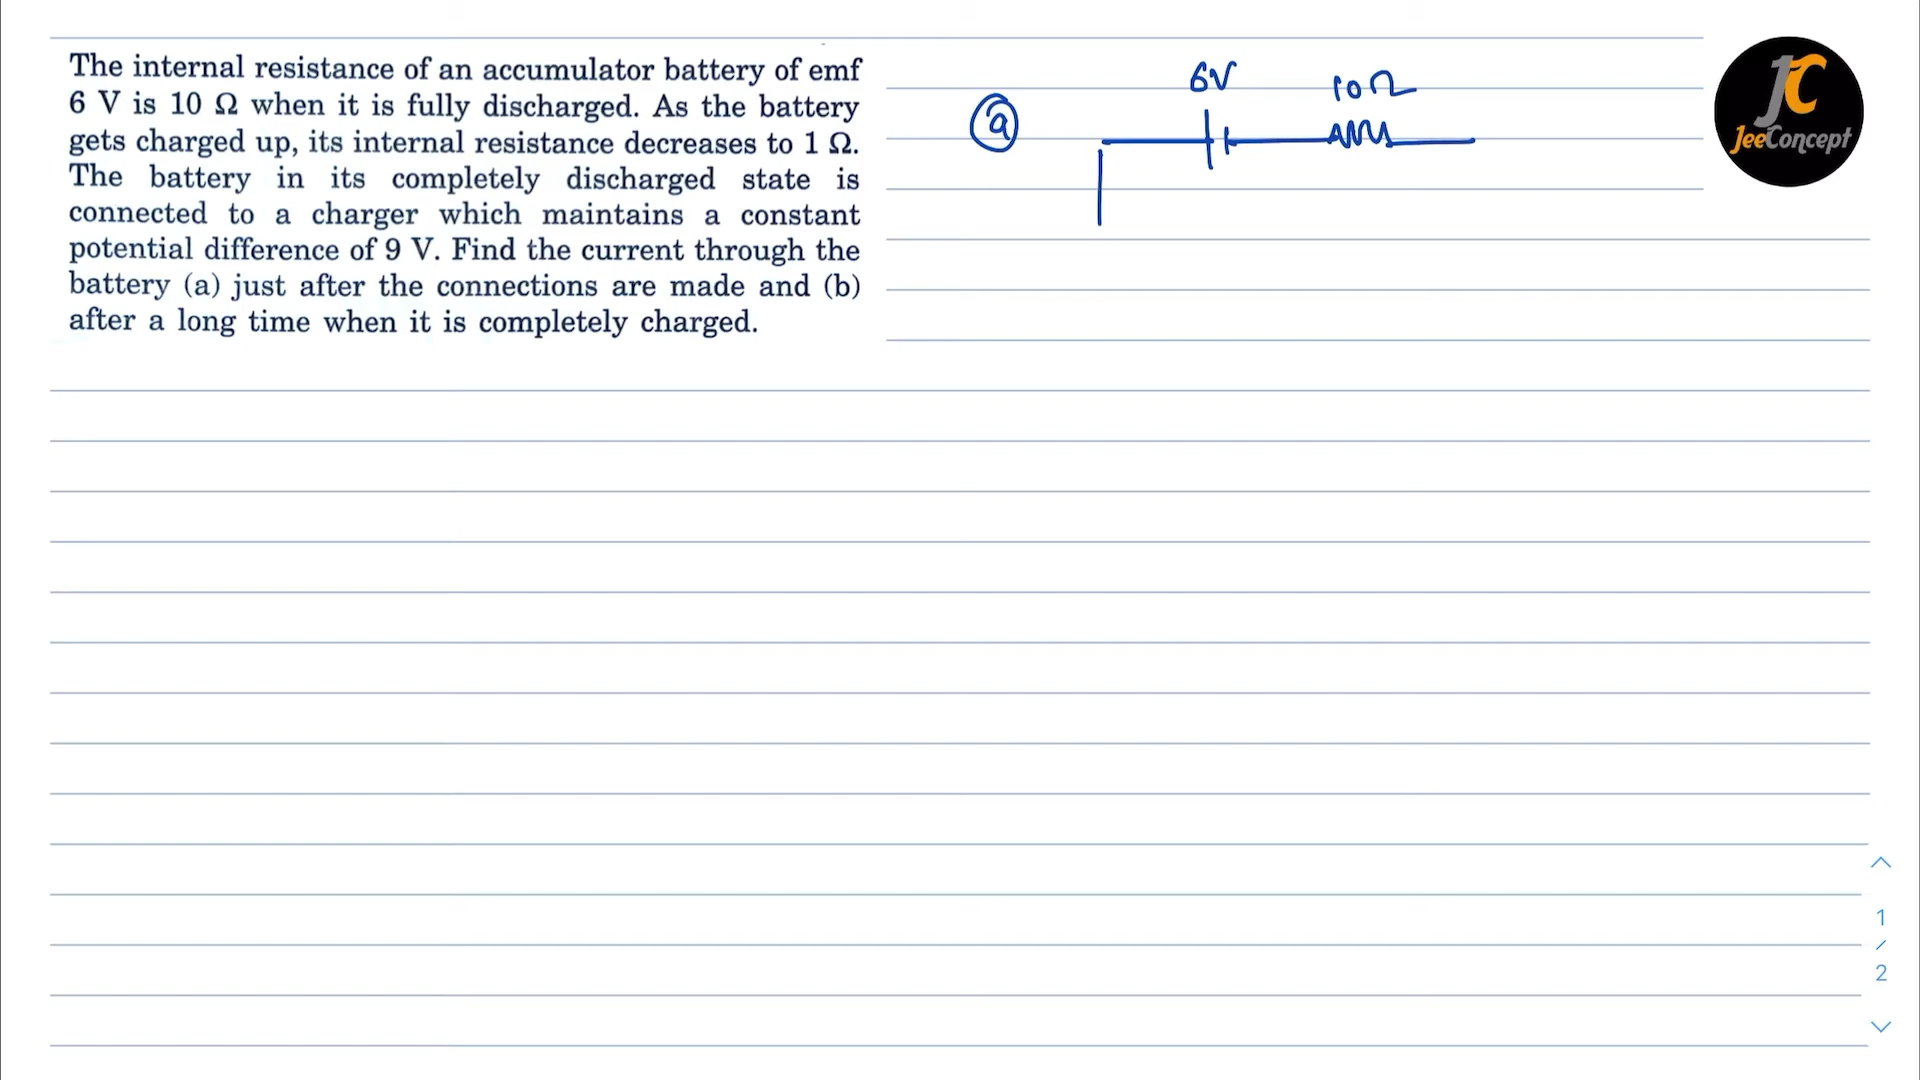 The internal resistance of an accumulator battery of emf
6 V is 10 Ω when it is fully discharged. As the battery
gets charged up, its internal resistance decreases to 1 Ω.
The battery in its completely discharged state is
connected to a charger which maintains a constant
potential difference of 9 V. Find the current through the
battery (a) just after the connections are made and (b)
after a long time when it is completely charged.
a
6V
10Ω
JC
JeeConcept
1
/
2